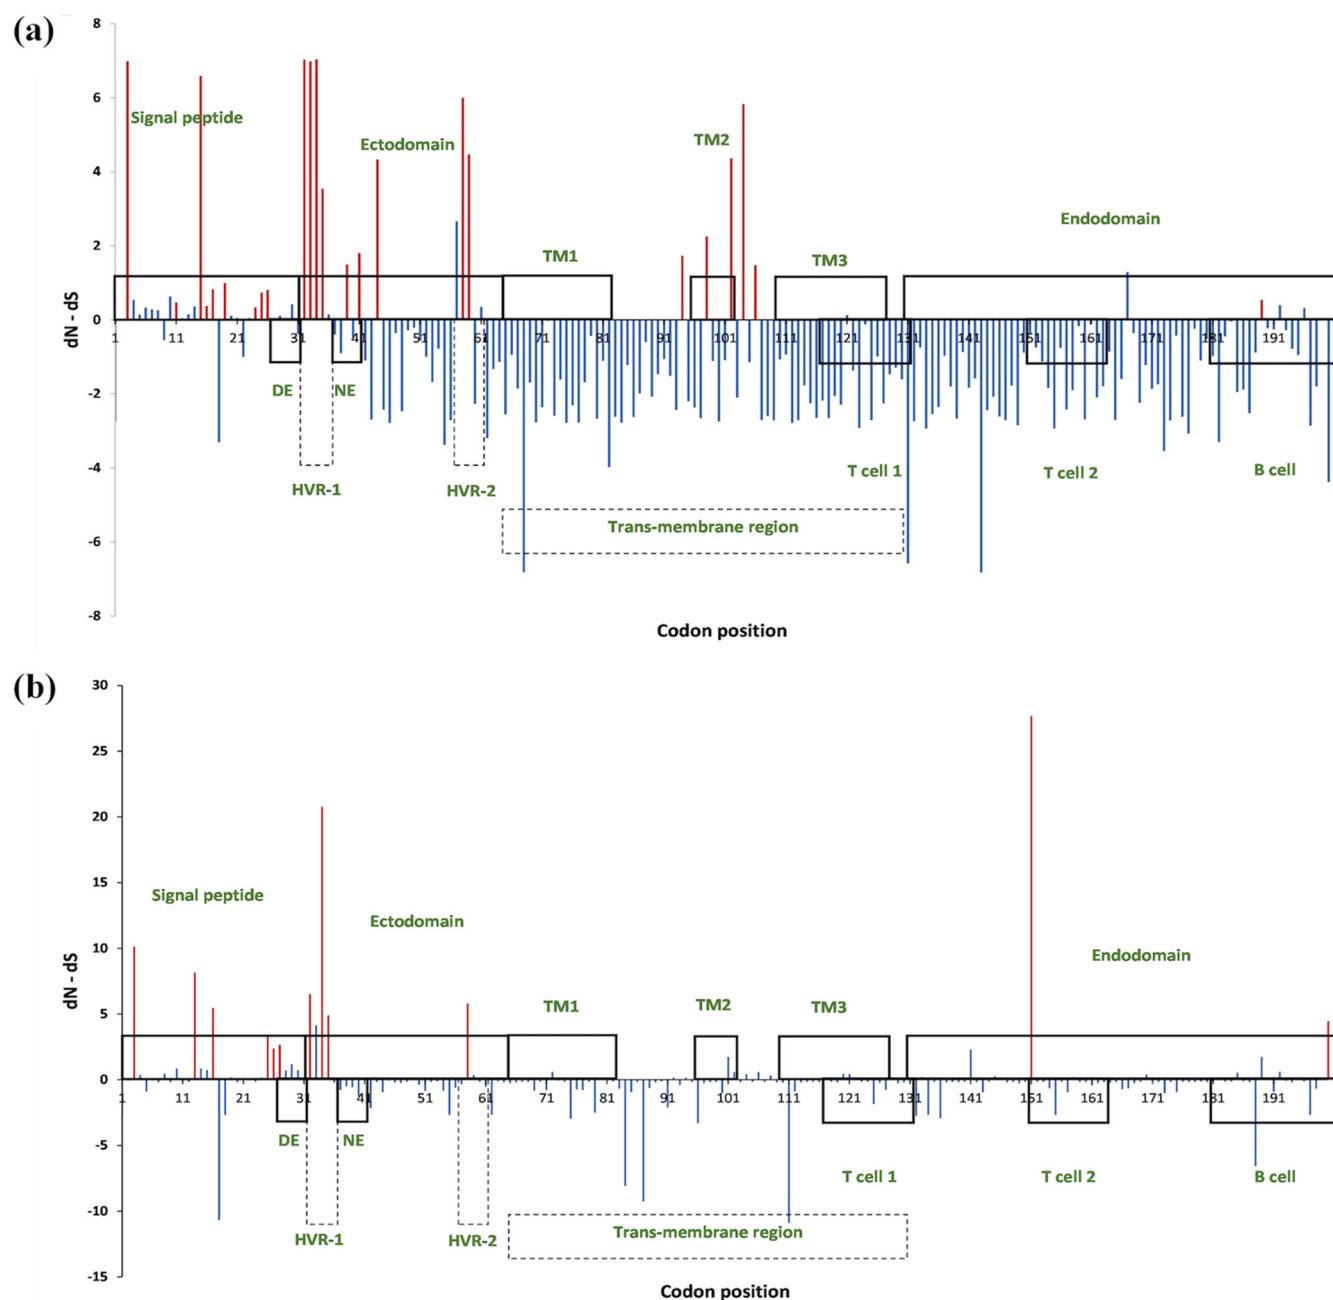 (a)
8
6
4
2
0
-2
-4
-6
-8
dN - dS
Signal peptide
Ectodomain
TM2
Endodomain
TM1
TM3
1 11 21 31 41 51 61 71 81 91 101 111 121 131 141 151 161 171 181 191
DE NE
T cell 1 T cell 2 B cell
HVR-1 HVR-2
Trans-membrane region
Codon position
(b)
30
25
20
15
10
5
0
-5
-10
-15
dN - dS
Signal peptide
Ectodomain
Endodomain
TM1 TM2 TM3
1 11 21 31 41 51 61 71 81 91 101 111 121 131 141 151 161 171 181 191
DE NE
T cell 1 T cell 2 B cell
HVR-1 HVR-2
Trans-membrane region
Codon position